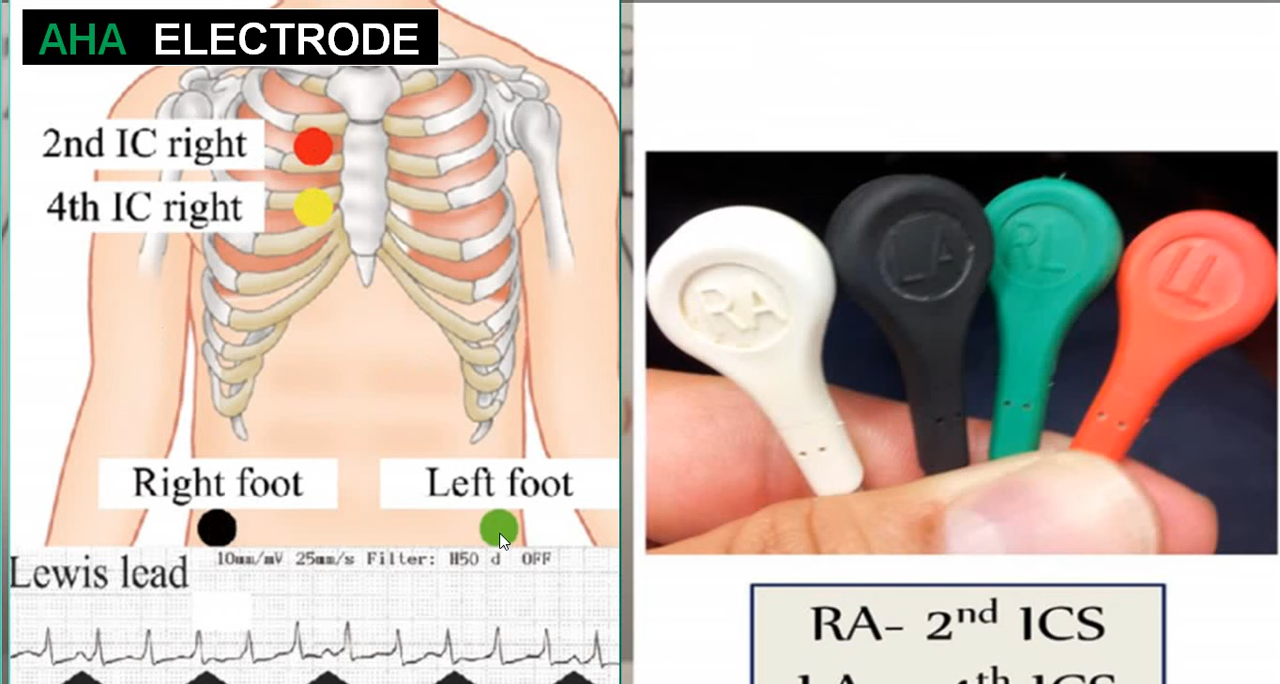 AHA ELECTRODE
2nd IC right
4th IC right
Right foot
Left foot
10mm/mV 25mm/s Filter: H50 d OFF
Lewis lead
RA
LA
RL
LL
RA- 2nd ICS